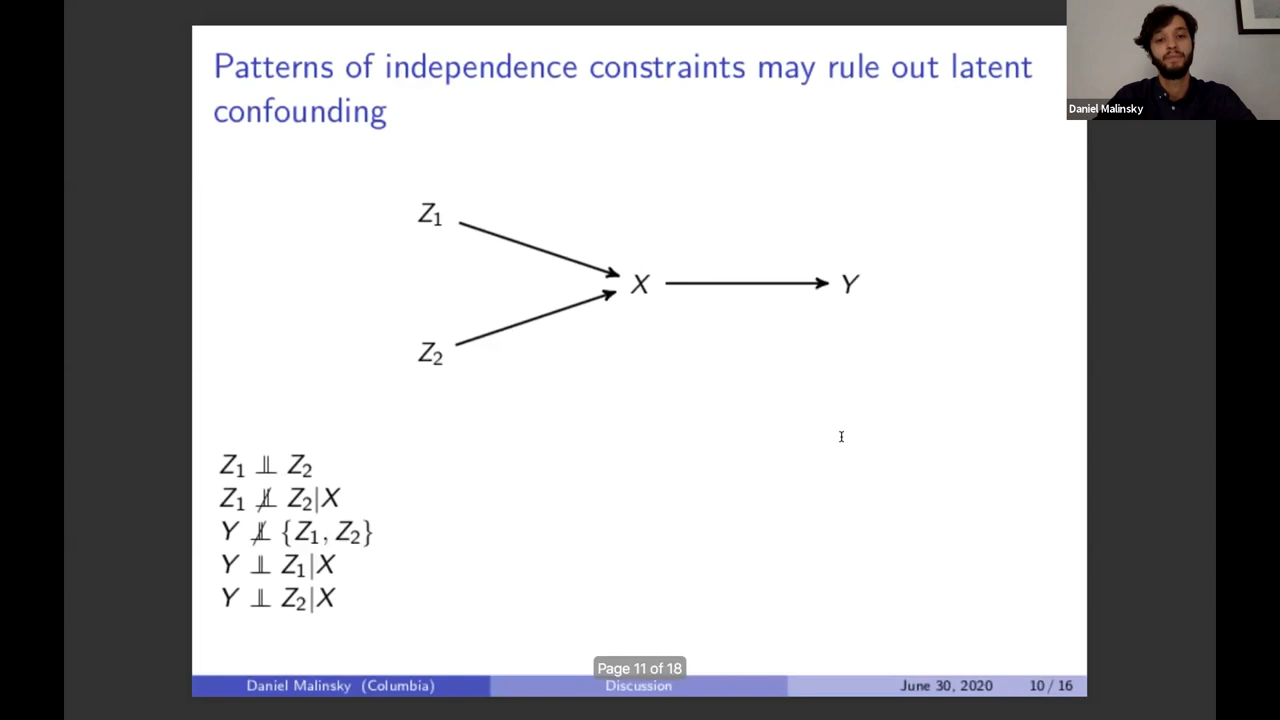 Patterns of independence constraints may rule out latent
confounding
Daniel Malinsky
Z₁
X
Y
Z₂
Z₁ ⫫ Z₂
Z₁ ⫫̸ Z₂|X
Y ⫫̸ {Z₁, Z₂}
Y ⫫ Z₁|X
Y ⫫ Z₂|X
Page 11 of 18
Daniel Malinsky (Columbia)
Discussion
June 30, 2020
10 / 16